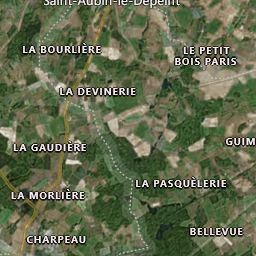 Saint-Aubin-le-Dépeint
LA BOURLIÈRE
LE PETIT
BOIS PARIS
LA DEVINERIE
LA GAUDIÈRE
GUIM
LA PASQUÈLERIE
LA MORLIÈRE
BELLEVUE
CHARPEAU